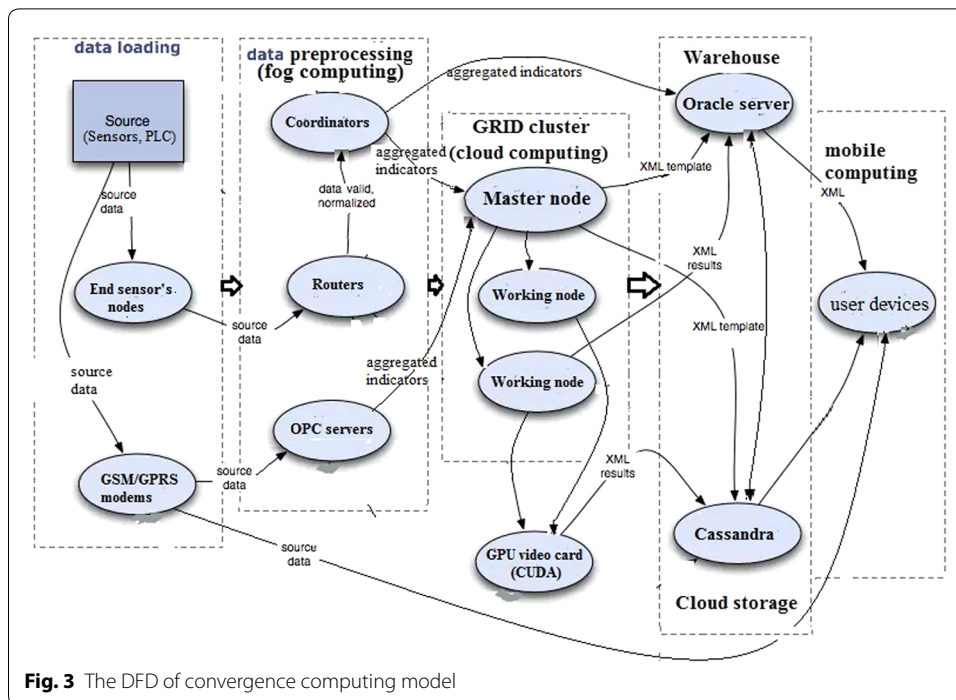 data loading
Source
(Sensors, PLC)
source
data
End sensor's
nodes
source
data
source
data
GSM/GPRS
modems
source
data
source
data
data preprocessing
(fog computing)
Coordinators
data valid,
normalized
Routers
OPC servers
aggregated indicators
aggregated
indicators
aggregated
indicators
GRID cluster
(cloud computing)
Master node
Working node
Working node
GPU video card
(CUDA)
XML template
XML
results
XML template
XML
results
Warehouse
Oracle server
Cassandra
Cloud storage
mobile
computing
XML
user devices
Fig. 3 The DFD of convergence computing model